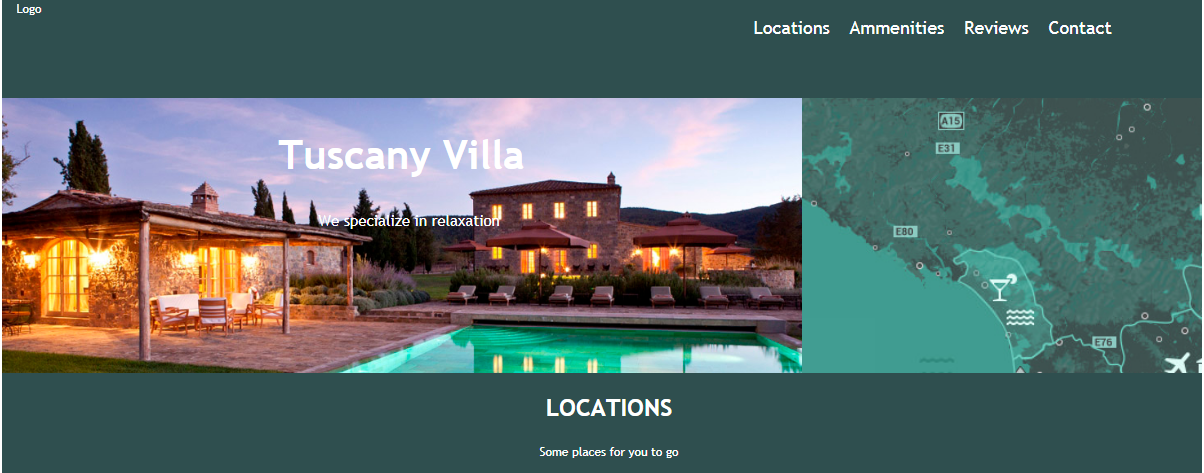 Logo
Locations Ammenities Reviews Contact
Tuscany Villa
We specialize in relaxation
A15
E31
E80
E76
LOCATIONS
Some places for you to go